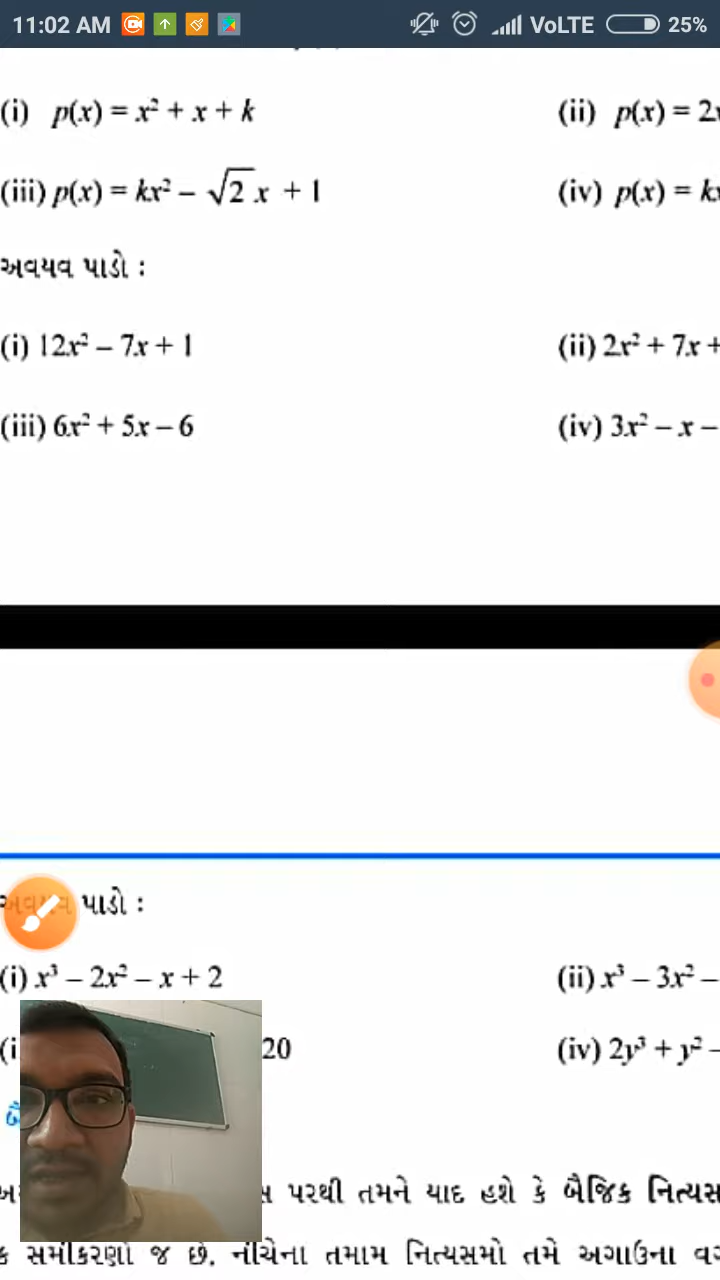 11:02 AM VoLTE 25%
(i) p(x) = x² + x + k (ii) p(x) = 2
(iii) p(x) = kx² – √2x + 1 (iv) p(x) =
અવયવ પાડો :
(i) 12x² – 7x + 1 (ii) 2x² + 7x +
(iii) 6x² + 5x – 6 (iv) 3x² – x –
અવયવ પાડો :
(i) x³ – 2x² – x + 2 (ii) x³ – 3x² –
20 (iv) 2y³ + y² –
પરથી તમને યાદ હશે કે બૈજિક
સમીકરણો જ છે. નીચેના તમામ નિત્યસમો તમે અગાઉના